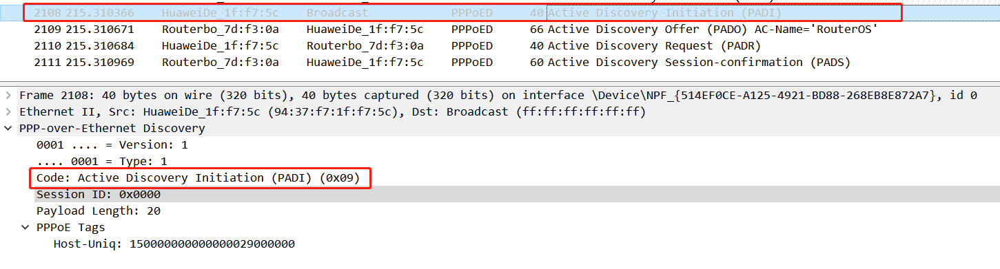 2108 215.310366 HuaweiDe_1f:f7:5c Broadcast PPPoED 40 Active Discovery Initiation (PADI)
2109 215.310671 Routerbo_7d:f3:0a HuaweiDe_1f:f7:5c PPPoED 66 Active Discovery Offer (PADO) AC-Name='RouterOS'
2110 215.310684 HuaweiDe_1f:f7:5c Routerbo_7d:f3:0a PPPoED 40 Active Discovery Request (PADR)
2111 215.310969 Routerbo_7d:f3:0a HuaweiDe_1f:f7:5c PPPoED 60 Active Discovery Session-confirmation (PADS)
Frame 2108: 40 bytes on wire (320 bits), 40 bytes captured (320 bits) on interface \Device\NPF_{514EF0CE-A125-4921-BD88-268EB8E872A7}, id 0
Ethernet II, Src: HuaweiDe_1f:f7:5c (94:37:f7:1f:f7:5c), Dst: Broadcast (ff:ff:ff:ff:ff:ff)
PPP-over-Ethernet Discovery
0001 .... = Version: 1
.... 0001 = Type: 1
Code: Active Discovery Initiation (PADI) (0x09)
Session ID: 0x0000
Payload Length: 20
PPPoE Tags
Host-Uniq: 150000000000000029000000